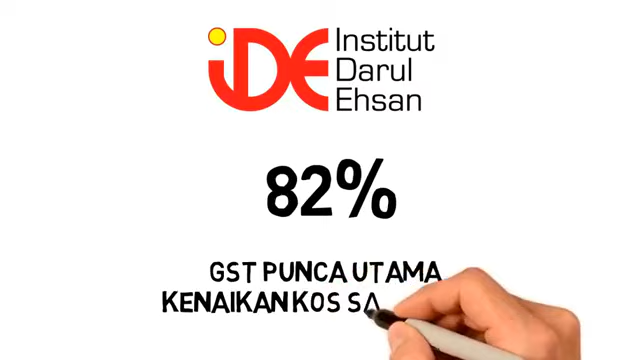 iDE
Institut
Darul
Ehsan
82%
GST PUNCA UTAMA
KENAIKAN KOS SA